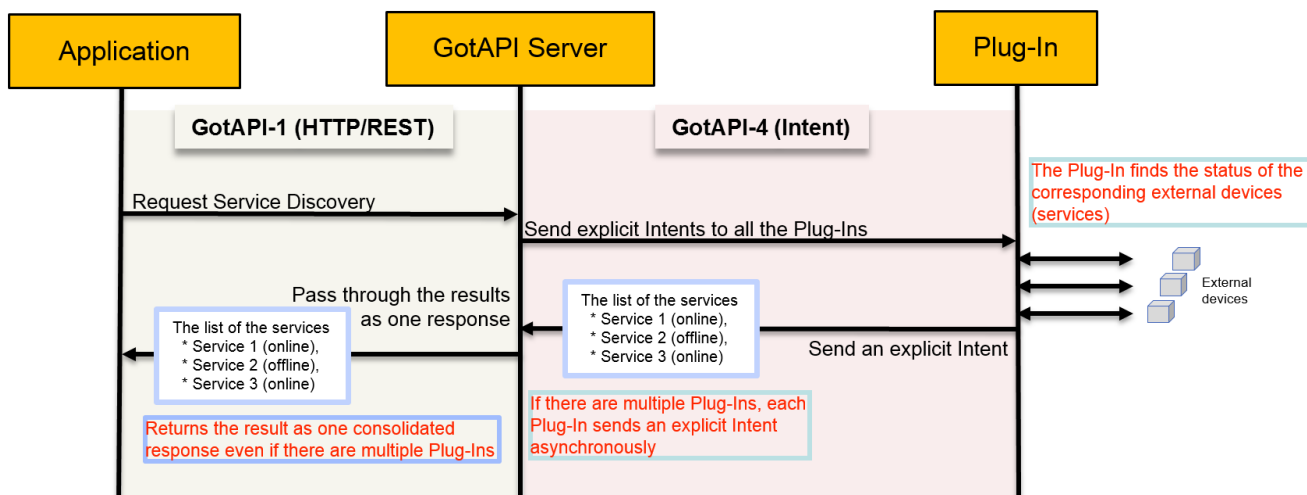 Application
GotAPI Server
Plug-In
GotAPI-1 (HTTP/REST)
GotAPI-4 (Intent)
The Plug-In finds the status of the
corresponding external devices
(services)
Request Service Discovery
Send explicit Intents to all the Plug-Ins
External
devices
Pass through the results
as one response
The list of the services
* Service 1 (online),
* Service 2 (offline),
* Service 3 (online)
Send an explicit Intent
The list of the services
* Service 1 (online),
* Service 2 (offline),
* Service 3 (online)
If there are multiple Plug-Ins, each
Plug-In sends an explicit Intent
asynchronously
Returns the result as one consolidated
response even if there are multiple Plug-Ins